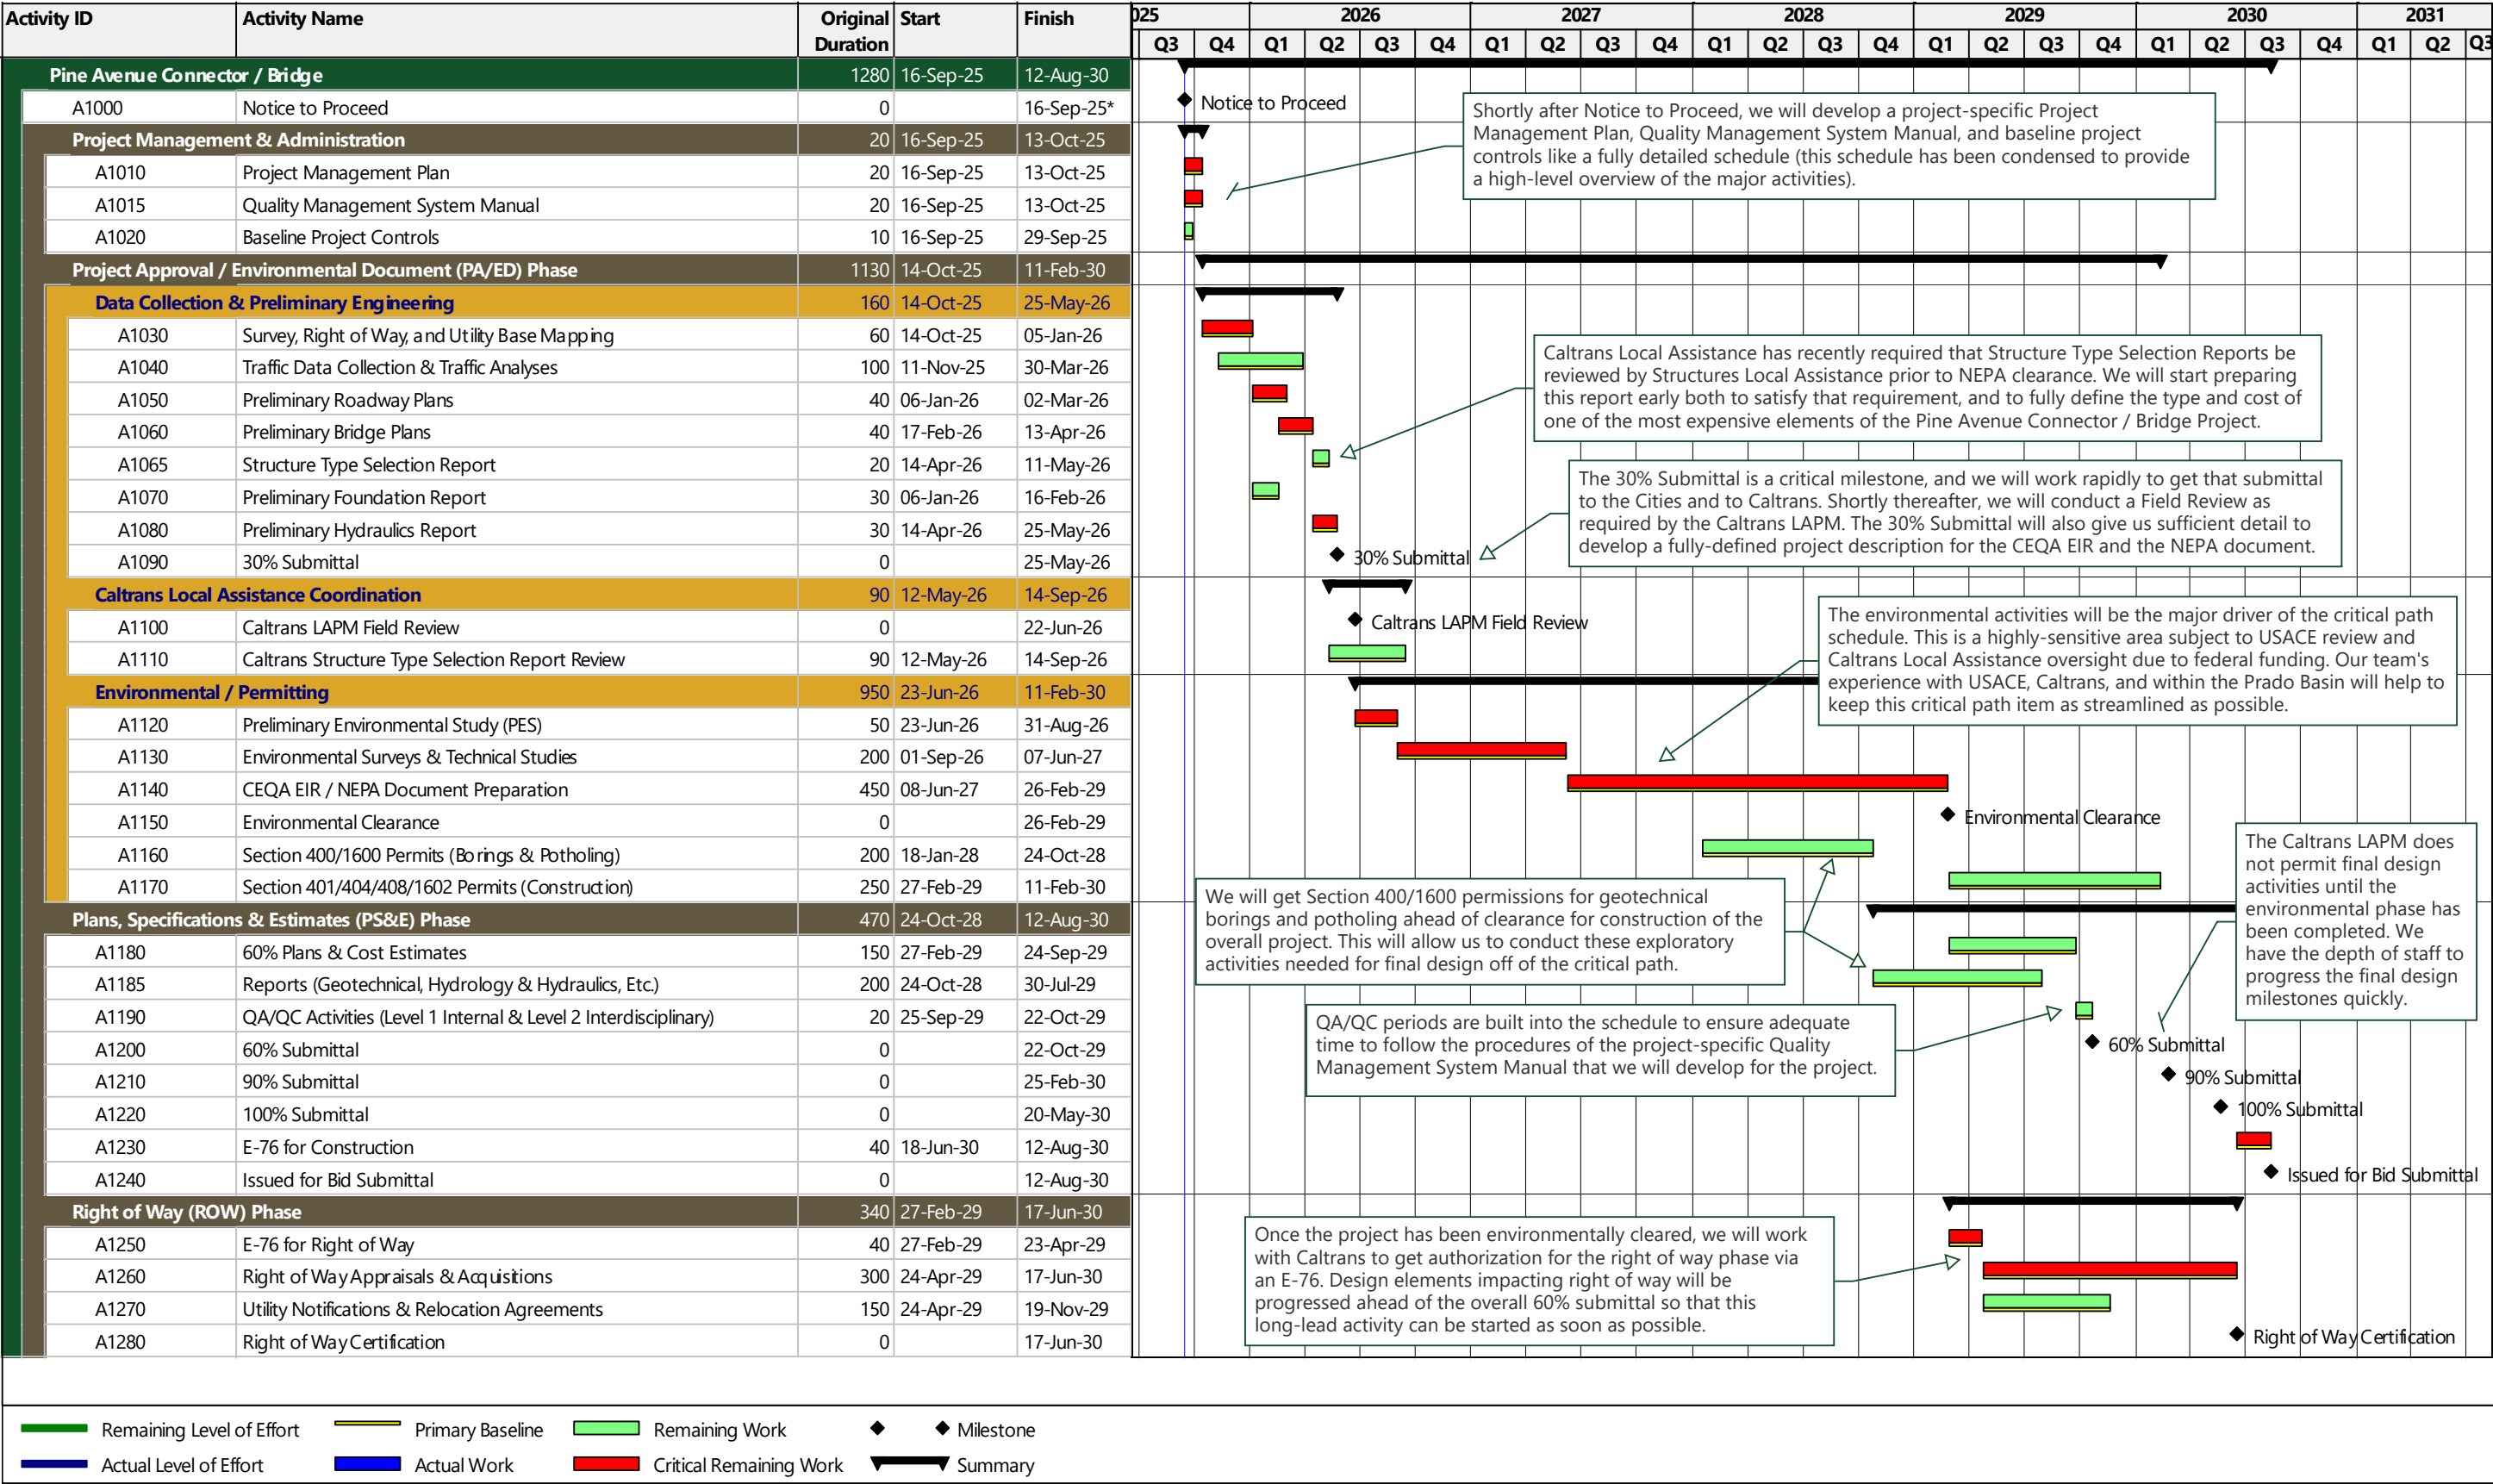 Activity ID Activity Name Original Duration Start Finish
025 2026 2027 2028 2029 2030 2031
Q3 Q4 Q1 Q2 Q3 Q4 Q1 Q2 Q3 Q4 Q1 Q2 Q3 Q4 Q1 Q2 Q3 Q4 Q1 Q2 Q3 Q4 Q1 Q2 Q3
Pine Avenue Connector / Bridge 1280 16-Sep-25 12-Aug-30
A1000 Notice to Proceed 0 16-Sep-25*
Project Management & Administration 20 16-Sep-25 13-Oct-25
A1010 Project Management Plan 20 16-Sep-25 13-Oct-25
A1015 Quality Management System Manual 20 16-Sep-25 13-Oct-25
A1020 Baseline Project Controls 10 16-Sep-25 29-Sep-25
Project Approval / Environmental Document (PA/ED) Phase 1130 14-Oct-25 11-Feb-30
Data Collection & Preliminary Engineering 160 14-Oct-25 25-May-26
A1030 Survey, Right of Way, and Utility Base Mapping 60 14-Oct-25 05-Jan-26
A1040 Traffic Data Collection & Traffic Analyses 100 11-Nov-25 30-Mar-26
A1050 Preliminary Roadway Plans 40 06-Jan-26 02-Mar-26
A1060 Preliminary Bridge Plans 40 17-Feb-26 13-Apr-26
A1065 Structure Type Selection Report 20 14-Apr-26 11-May-26
A1070 Preliminary Foundation Report 30 06-Jan-26 16-Feb-26
A1080 Preliminary Hydraulics Report 30 14-Apr-26 25-May-26
A1090 30% Submittal 0 25-May-26
Caltrans Local Assistance Coordination 90 12-May-26 14-Sep-26
A1100 Caltrans LAPM Field Review 0 22-Jun-26
A1110 Caltrans Structure Type Selection Report Review 90 12-May-26 14-Sep-26
Environmental / Permitting 950 23-Jun-26 11-Feb-30
A1120 Preliminary Environmental Study (PES) 50 23-Jun-26 31-Aug-26
A1130 Environmental Surveys & Technical Studies 200 01-Sep-26 07-Jun-27
A1140 CEQA EIR / NEPA Document Preparation 450 08-Jun-27 26-Feb-29
A1150 Environmental Clearance 0 26-Feb-29
A1160 Section 400/1600 Permits (Borings & Potholing) 200 18-Jan-28 24-Oct-28
A1170 Section 401/404/408/1602 Permits (Construction) 250 27-Feb-29 11-Feb-30
Plans, Specifications & Estimates (PS&E) Phase 470 24-Oct-28 12-Aug-30
A1180 60% Plans & Cost Estimates 150 27-Feb-29 24-Sep-29
A1185 Reports (Geotechnical, Hydrology & Hydraulics, Etc.) 200 24-Oct-28 30-Jul-29
A1190 QA/QC Activities (Level 1 Internal & Level 2 Interdisciplinary) 20 25-Sep-29 22-Oct-29
A1200 60% Submittal 0 22-Oct-29
A1210 90% Submittal 0 25-Feb-30
A1220 100% Submittal 0 20-May-30
A1230 E-76 for Construction 40 18-Jun-30 12-Aug-30
A1240 Issued for Bid Submittal 0 12-Aug-30
Right of Way (ROW) Phase 340 27-Feb-29 17-Jun-30
A1250 E-76 for Right of Way 40 27-Feb-29 23-Apr-29
A1260 Right of Way Appraisals & Acquisitions 300 24-Apr-29 17-Jun-30
A1270 Utility Notifications & Relocation Agreements 150 24-Apr-29 19-Nov-29
A1280 Right of Way Certification 0 17-Jun-30
Notice to Proceed
Shortly after Notice to Proceed, we will develop a project-specific Project
Management Plan, Quality Management System Manual, and baseline project
controls like a fully detailed schedule (this schedule has been condensed to provide
a high-level overview of the major activities).
Caltrans Local Assistance has recently required that Structure Type Selection Reports be
reviewed by Structures Local Assistance prior to NEPA clearance. We will start preparing
this report early both to satisfy that requirement, and to fully define the type and cost of
one of the most expensive elements of the Pine Avenue Connector / Bridge Project.
The 30% Submittal is a critical milestone, and we will work rapidly to get that submittal
to the Cities and to Caltrans. Shortly thereafter, we will conduct a Field Review as
required by the Caltrans LAPM. The 30% Submittal will also give us sufficient detail to
develop a fully-defined project description for the CEQA EIR and the NEPA document.
30% Submittal
Caltrans LAPM Field Review
The environmental activities will be the major driver of the critical path
schedule. This is a highly-sensitive area subject to USACE review and
Caltrans Local Assistance oversight due to federal funding. Our team's
experience with USACE, Caltrans, and within the Prado Basin will help to
keep this critical path item as streamlined as possible.
Environmental Clearance
The Caltrans LAPM does
not permit final design
activities until the
environmental phase has
been completed. We
have the depth of staff to
progress the final design
milestones quickly.
We will get Section 400/1600 permissions for geotechnical
borings and potholing ahead of clearance for construction of the
overall project. This will allow us to conduct these exploratory
activities needed for final design off of the critical path.
QA/QC periods are built into the schedule to ensure adequate
time to follow the procedures of the project-specific Quality
Management System Manual that we will develop for the project.
60% Submittal
90% Submittal
100% Submittal
Issued for Bid Submittal
Once the project has been environmentally cleared, we will work
with Caltrans to get authorization for the right of way phase via
an E-76. Design elements impacting right of way will be
progressed ahead of the overall 60% submittal so that this
long-lead activity can be started as soon as possible.
Right of Way Certification
Remaining Level of Effort Primary Baseline Remaining Work Milestone
Actual Level of Effort Actual Work Critical Remaining Work Summary